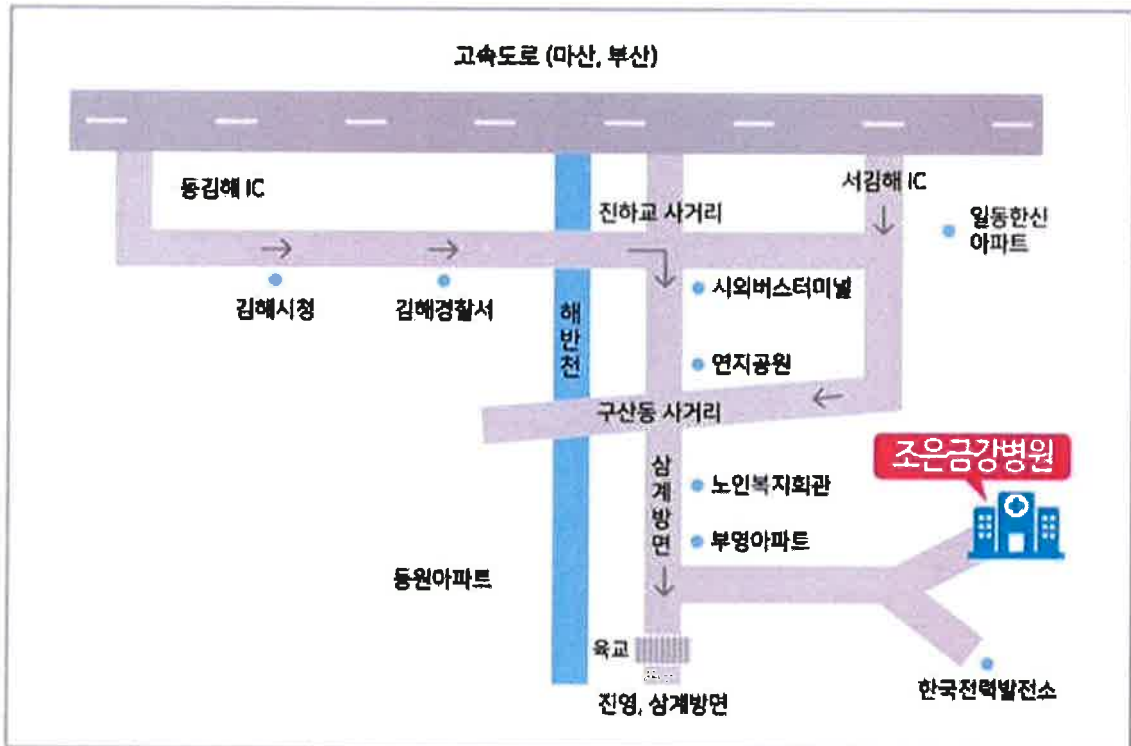 고속도로 (마산, 부산)
동김해 IC
서김해 IC
진하교 사거리
일동한신
아파트
김해시청
김해경찰서
시외버스터미널
해반천
연지공원
구산동 사거리
조은금강병원
삼계방면
노인복지회관
부영아파트
동원아파트
육교
진영, 삼계방면
한국전력발전소